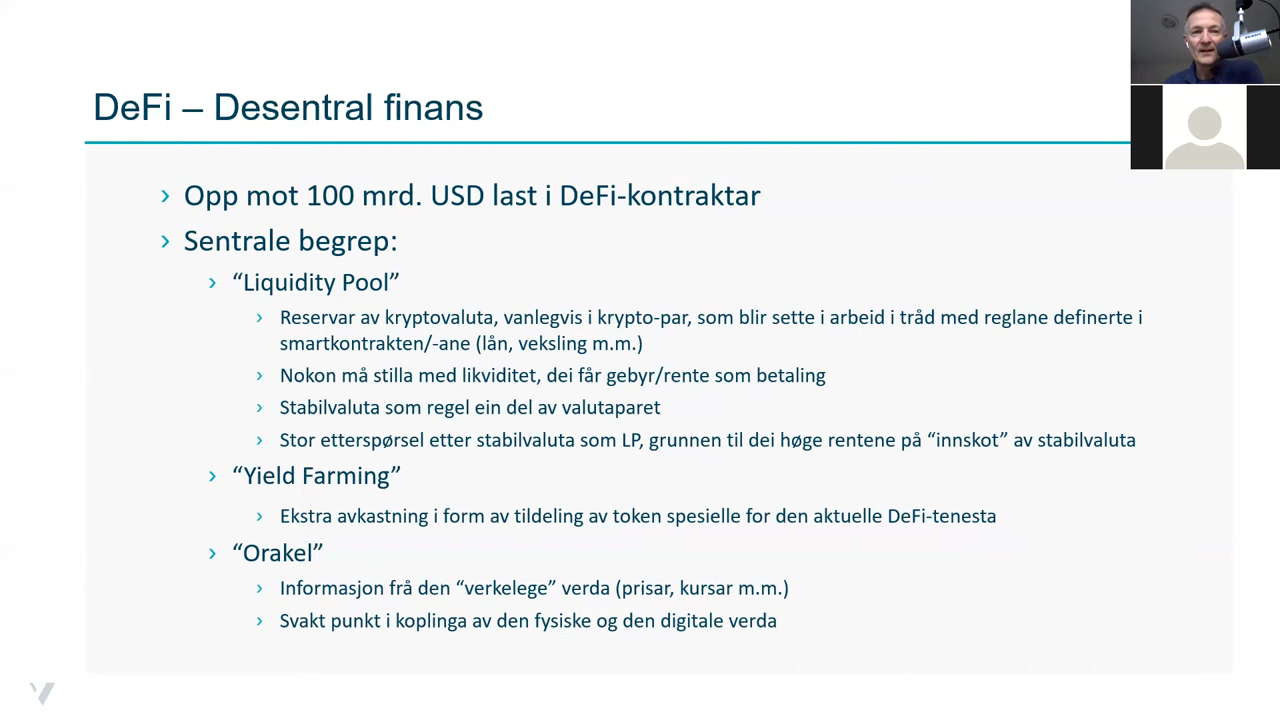 DeFi – Desentral finans
› Opp mot 100 mrd. USD last i DeFi-kontraktar
› Sentrale begrep:
› “Liquidity Pool”
› Reservar av kryptovaluta, vanlegvis i krypto-par, som blir sette i arbeid i tråd med reglane definerte i
smartkontrakten/-ane (lån, veksling m.m.)
› Nokon må stilla med likviditet, dei får gebyr/rente som betaling
› Stabilvaluta som regel ein del av valutaparet
› Stor etterspørsel etter stabilvaluta som LP, grunnen til dei høge rentene på “innskot” av stabilvaluta
› “Yield Farming”
› Ekstra avkastning i form av tildeling av token spesielle for den aktuelle DeFi-tenesta
› “Orakel”
› Informasjon frå den “verkelege” verda (prisar, kursar m.m.)
› Svakt punkt i koplinga av den fysiske og den digitale verda